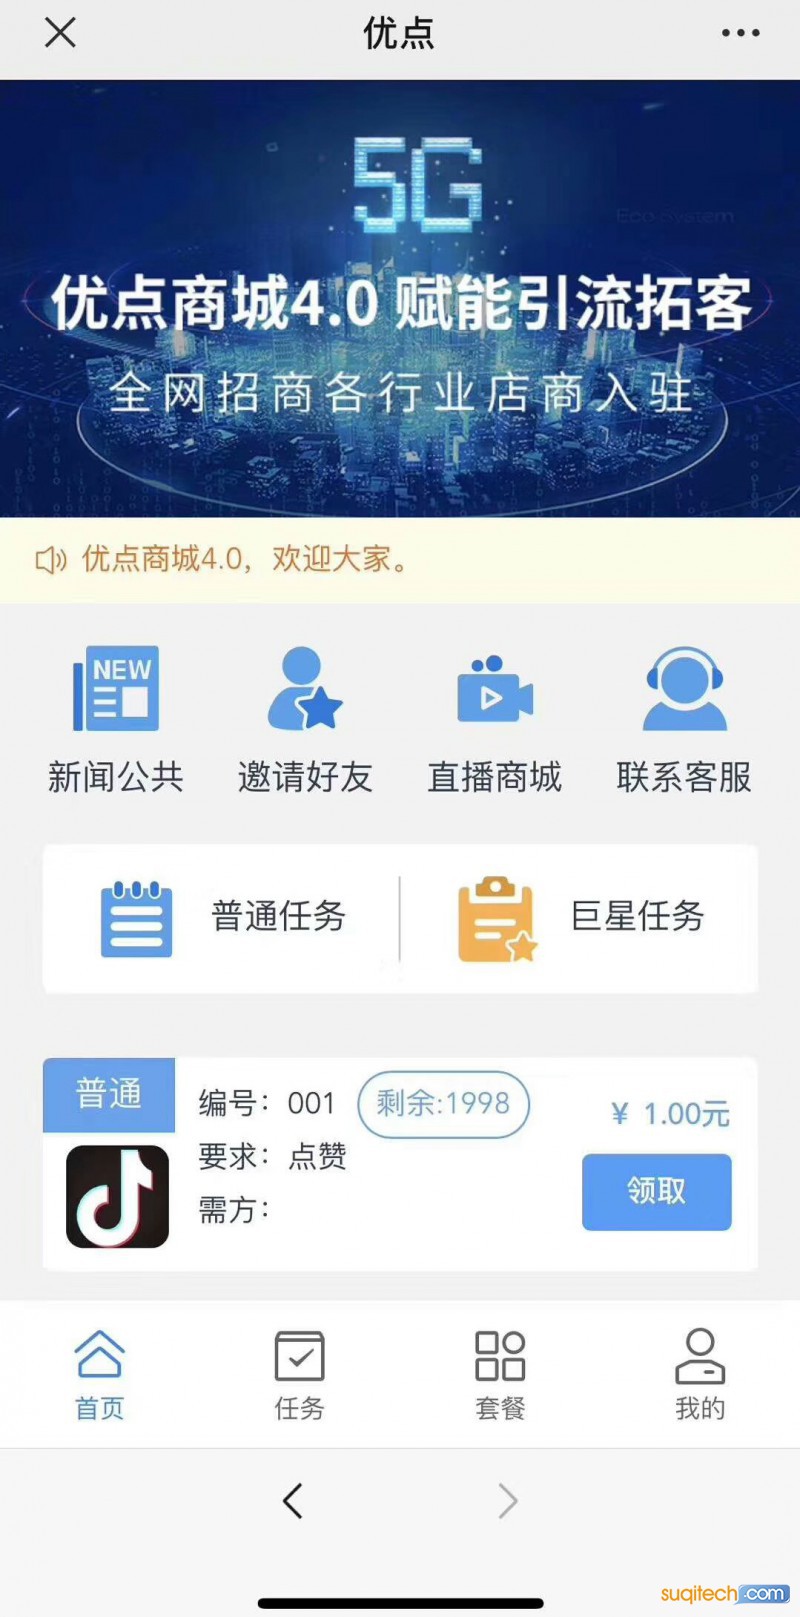 优点
5G
Eco-System
优点商城4.0 赋能引流拓客
全网招商各行业店商入驻
优点商城4.0，欢迎大家。
NEW
新闻公共
邀请好友
直播商城
联系客服
普通任务
巨星任务
普通
编号：001
剩余:1998
¥ 1.00元
要求：点赞
领取
需方：
首页
任务
套餐
我的
suqitech.com